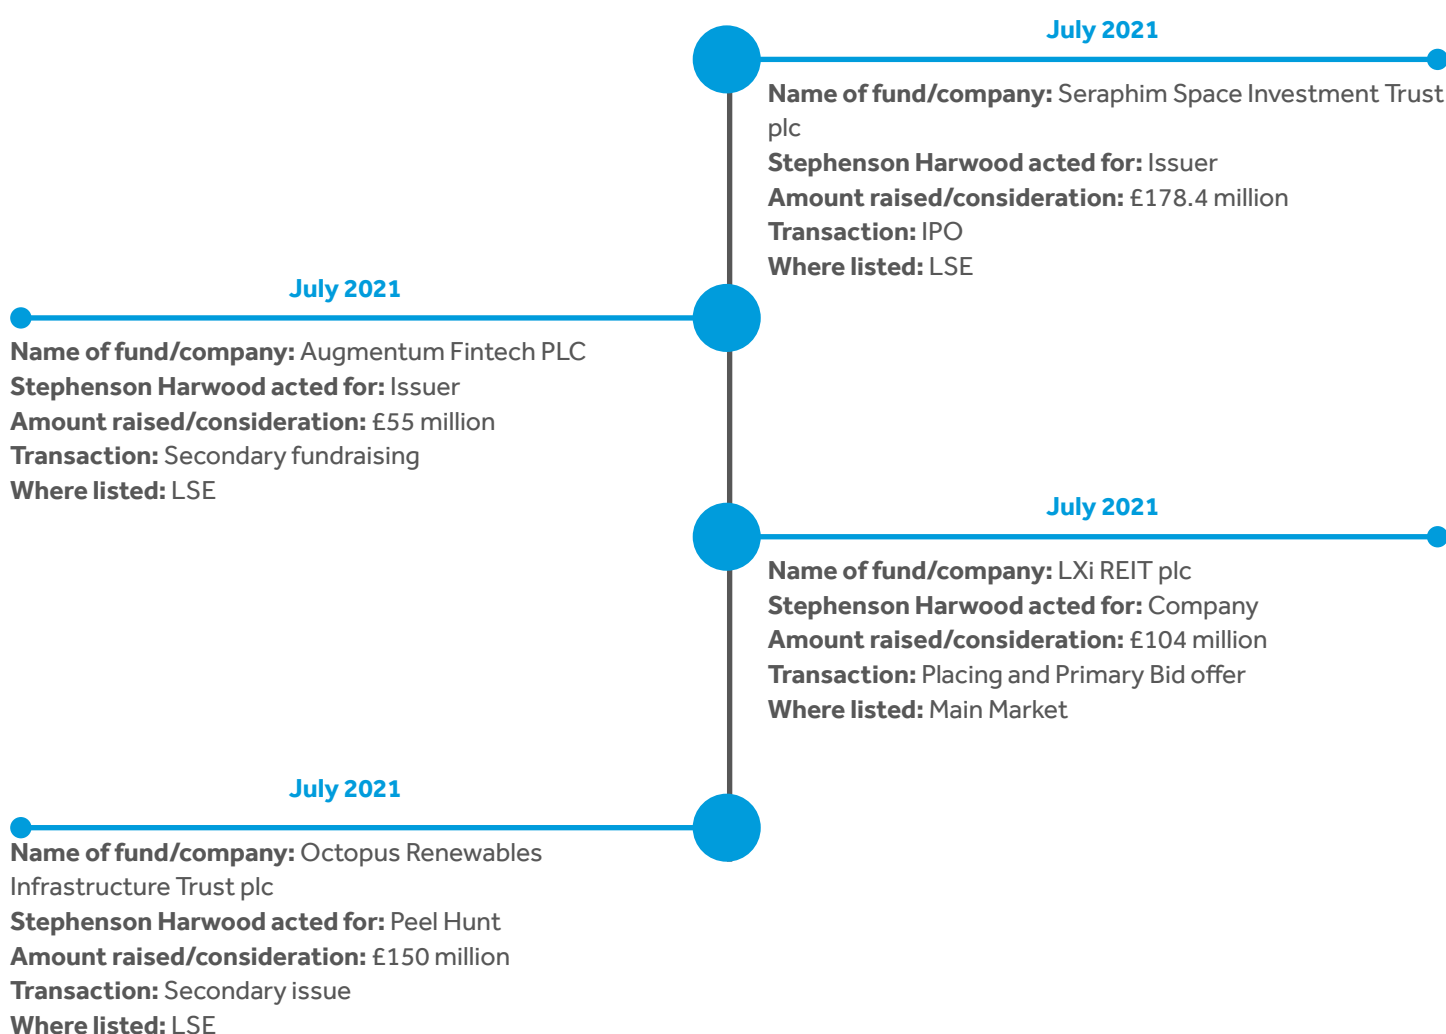 July 2021
Name of fund/company: Seraphim Space Investment Trust
plc
Stephenson Harwood acted for: Issuer
Amount raised/consideration: £178.4 million
Transaction: IPO
Where listed: LSE
July 2021
Name of fund/company: Augmentum Fintech PLC
Stephenson Harwood acted for: Issuer
Amount raised/consideration: £55 million
Transaction: Secondary fundraising
Where listed: LSE
July 2021
Name of fund/company: LXi REIT plc
Stephenson Harwood acted for: Company
Amount raised/consideration: £104 million
Transaction: Placing and Primary Bid offer
Where listed: Main Market
July 2021
Name of fund/company: Octopus Renewables
Infrastructure Trust plc
Stephenson Harwood acted for: Peel Hunt
Amount raised/consideration: £150 million
Transaction: Secondary issue
Where listed: LSE